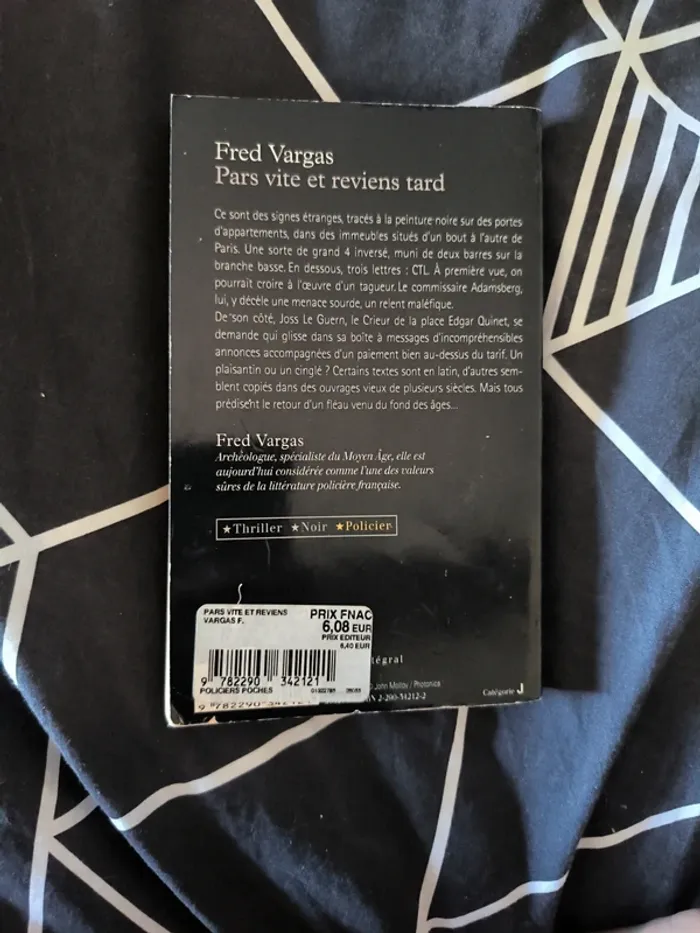 Fred Vargas
Pars vite et reviens tard
Ce sont des signes étranges, tracés à la peinture noire sur des portes
d'appartements, dans des immeubles situés d'un bout à l'autre de
Paris. Une sorte de grand 4 inversé, muni de deux barres sur la
branche basse. En dessous, trois lettres : CTL. À première vue, on
pourrait croire à l'œuvre d'un tagueur. Le commissaire Adamsberg,
lui, y décèle une menace sourde, un relent maléfique.
De son côté, Joss Le Guern, le Crieur de la place Edgar Quinet, se
demande qui glisse dans sa boîte à messages d'incompréhensibles
annonces accompagnées d'un paiement bien au-dessus du tarif. Un
plaisantin ou un cinglé ? Certains textes sont en latin, d'autres sem-
blent copiés dans des ouvrages vieux de plusieurs siècles. Mais tous
prédisent le retour d'un fléau venu du fond des âges...
Fred Vargas
Archéologue, spécialiste du Moyen Âge, elle est
aujourd'hui considérée comme l'une des valeurs
sûres de la littérature policière française.
★Thriller ★Noir ★Policier
PARS VITE ET REVIENS
VARGAS F.
PRIX FNAC
6,08 EUR
PRIX EDITEUR
6,40 EUR
tégral
9 782290 342121
POLICIERS POCHES
John / Photonica
2-290-34212-2
Catégorie J